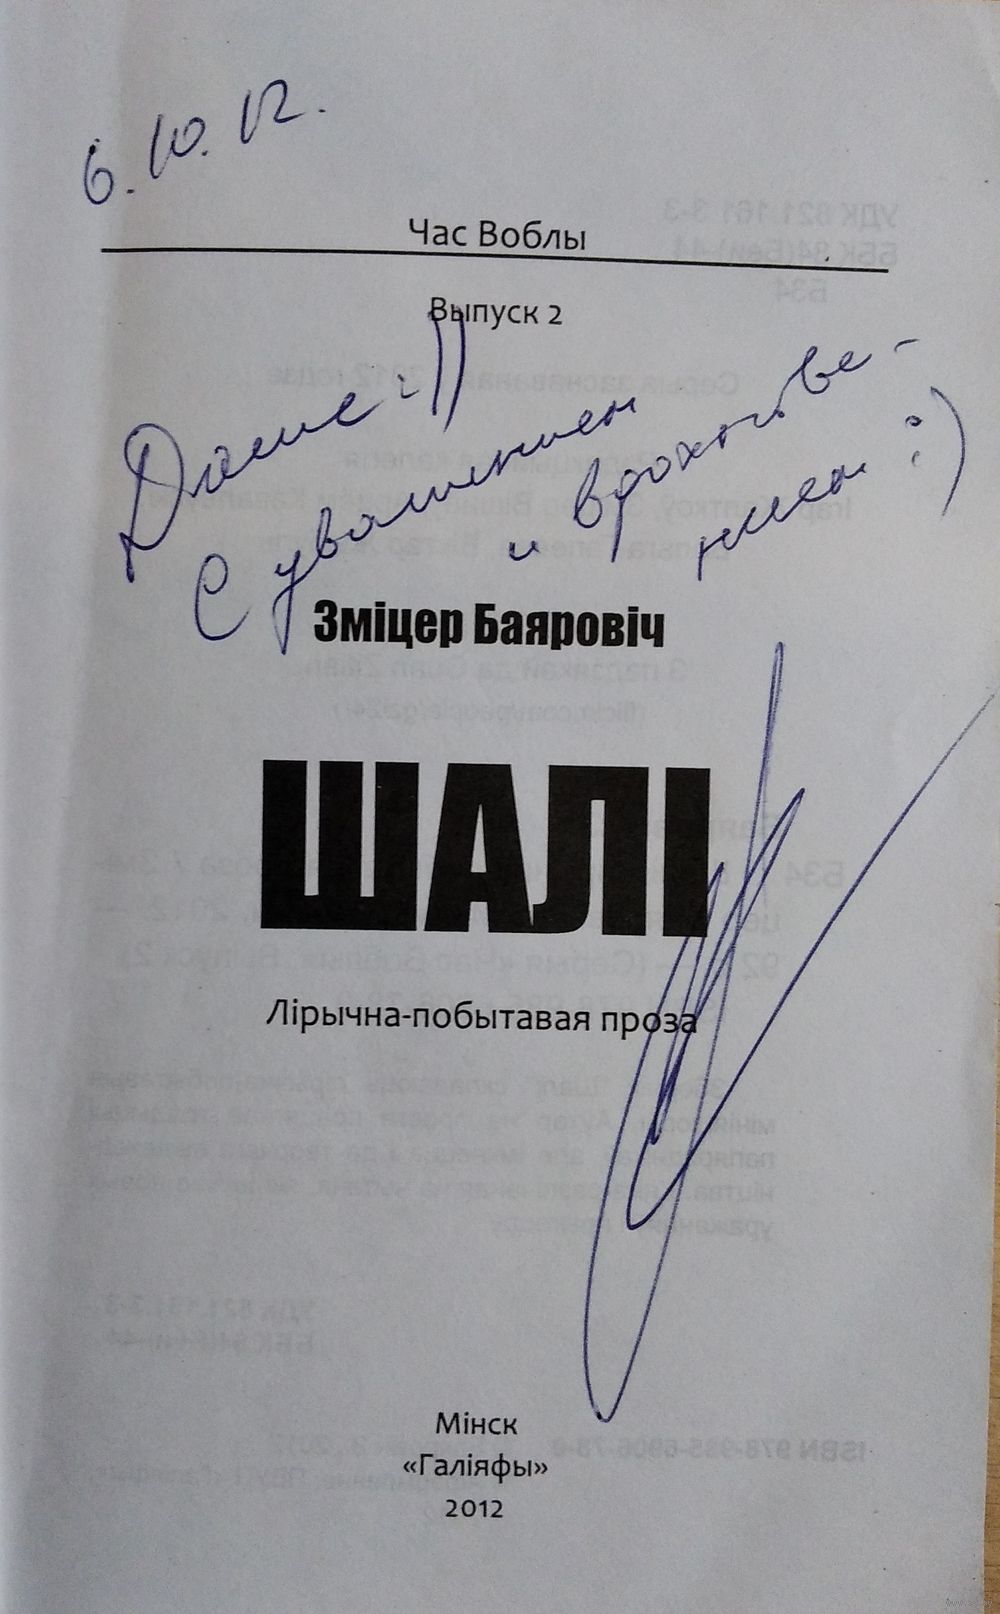 6.10.12.
Час Воблы
Выпуск 2
Даше :))
С уважением
и вдохнове-
нием :)
Зміцер Баяровіч
ШАЛІ
Лірычна-побытавая проза
Мінск
«Галіяфы»
2012